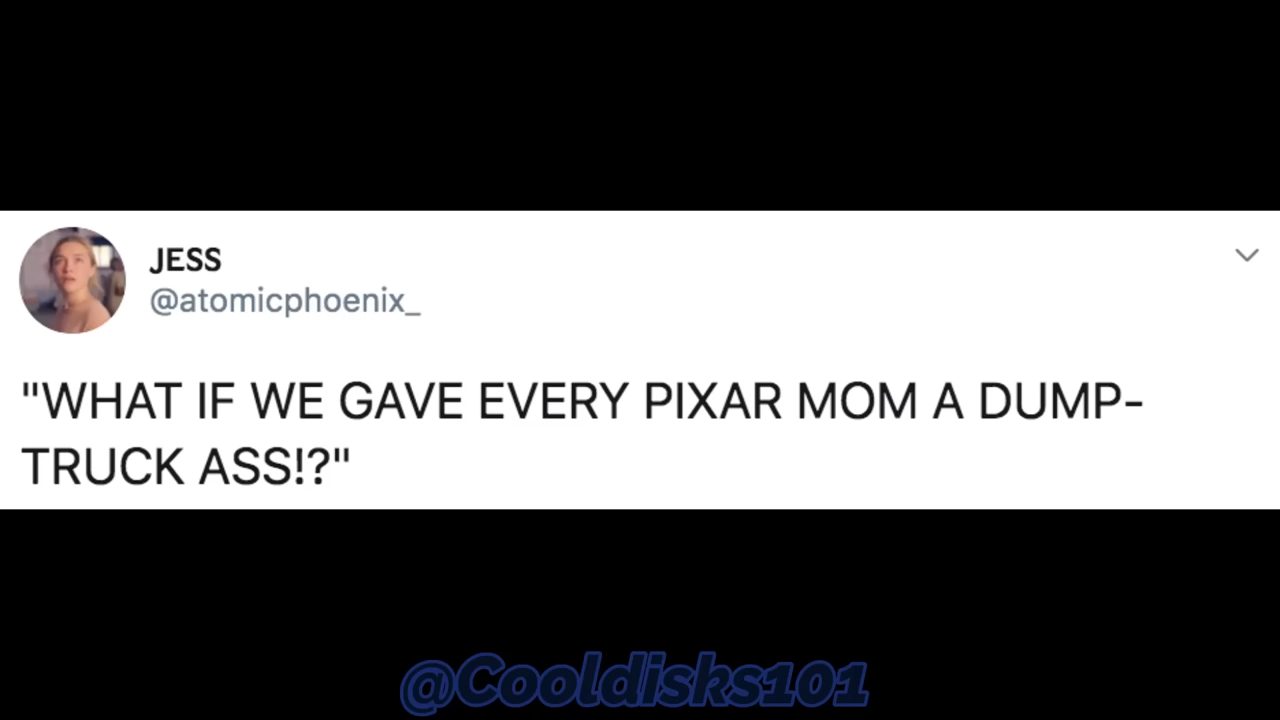 JESS
@atomicphoenix_
"WHAT IF WE GAVE EVERY PIXAR MOM A DUMP-
TRUCK ASS!?"
@Cooldisks101